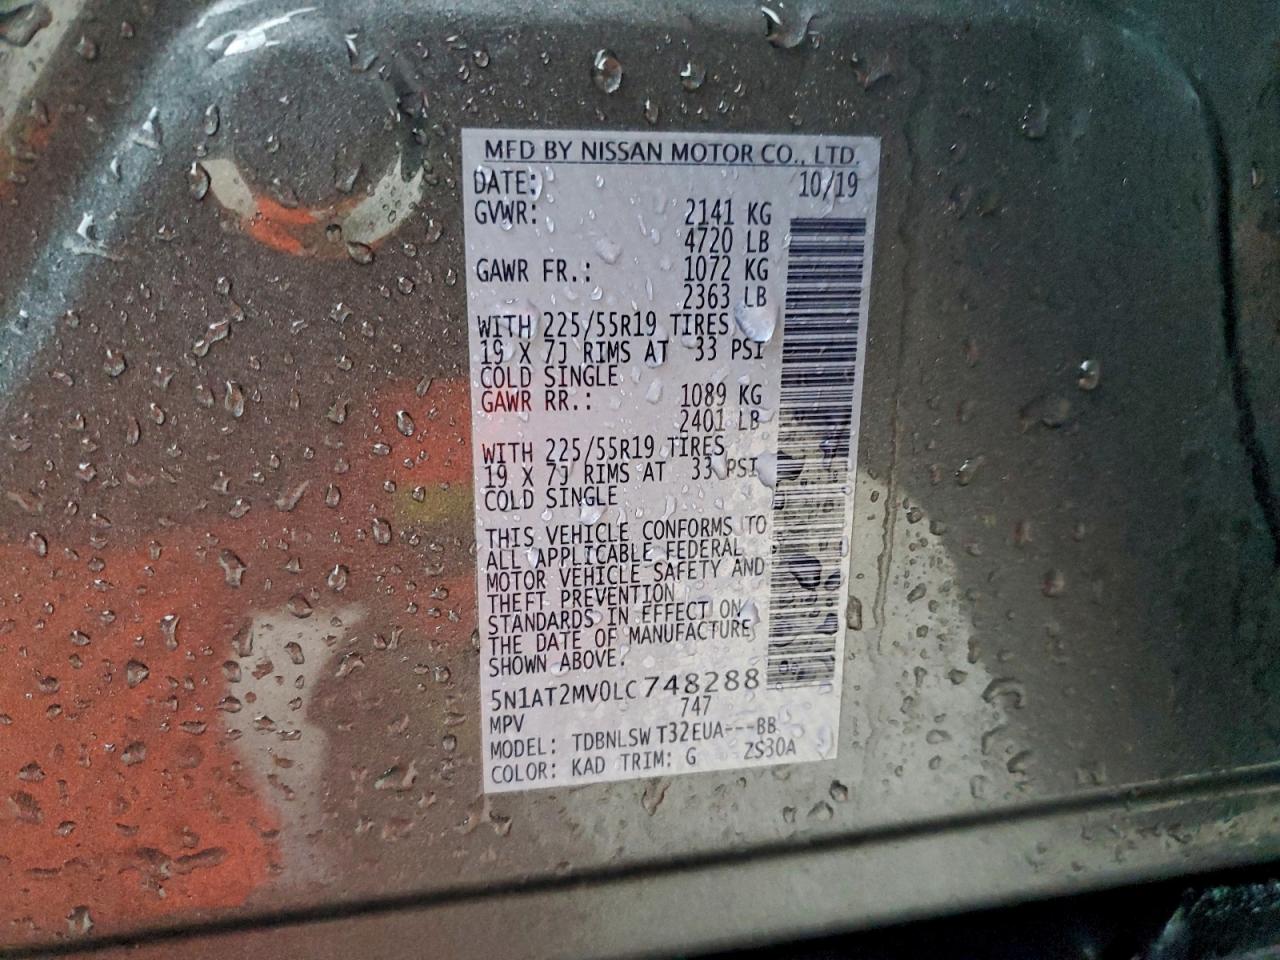 MFD BY NISSAN MOTOR CO., LTD.
DATE: 10/19
GVWR: 2141 KG
4720 LB
GAWR FR.: 1072 KG
2363 LB
WITH 225/55R19 TIRES
19 X 7J RIMS AT 33 PSI
COLD SINGLE
GAWR RR.: 1089 KG
2401 LB
WITH 225/55R19 TIRES
19 X 7J RIMS AT 33 PSI
COLD SINGLE
THIS VEHICLE CONFORMS TO
ALL APPLICABLE FEDERAL
MOTOR VEHICLE SAFETY AND
THEFT PREVENTION
STANDARDS IN EFFECT ON
THE DATE OF MANUFACTURE
SHOWN ABOVE.
5N1AT2MV0LC748288
747
MPV
MODEL: TDBNLSW T32EUA---BB
COLOR: KAD TRIM: G ZS30A